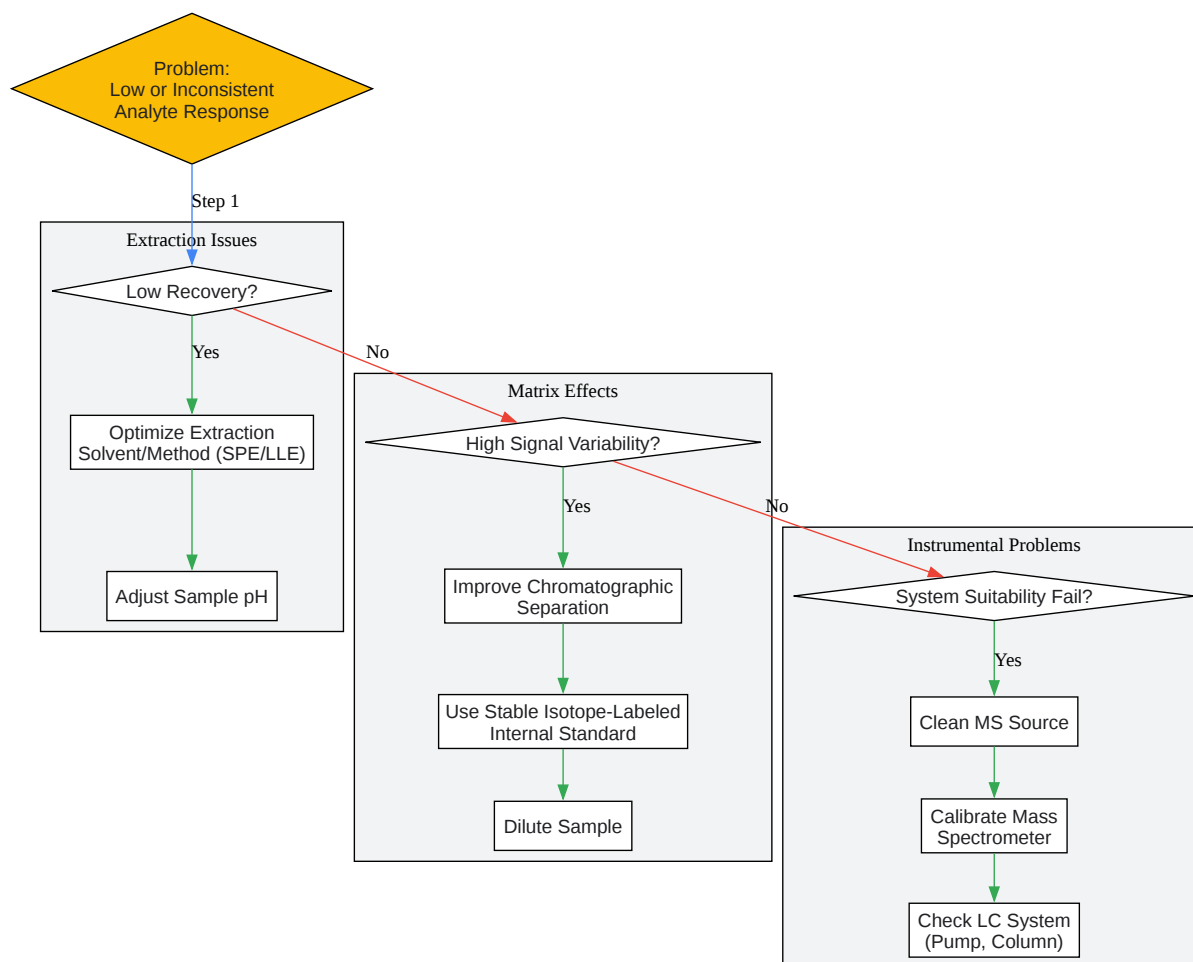 Problem:
Low or Inconsistent
Analyte Response
Step 1
Extraction Issues
Low Recovery?
Yes
No
Optimize Extraction
Solvent/Method (SPE/LLE)
Adjust Sample pH
Matrix Effects
High Signal Variability?
Yes
No
Improve Chromatographic
Separation
Use Stable Isotope-Labeled
Internal Standard
Dilute Sample
Instrumental Problems
System Suitability Fail?
Yes
Clean MS Source
Calibrate Mass
Spectrometer
Check LC System
(Pump, Column)